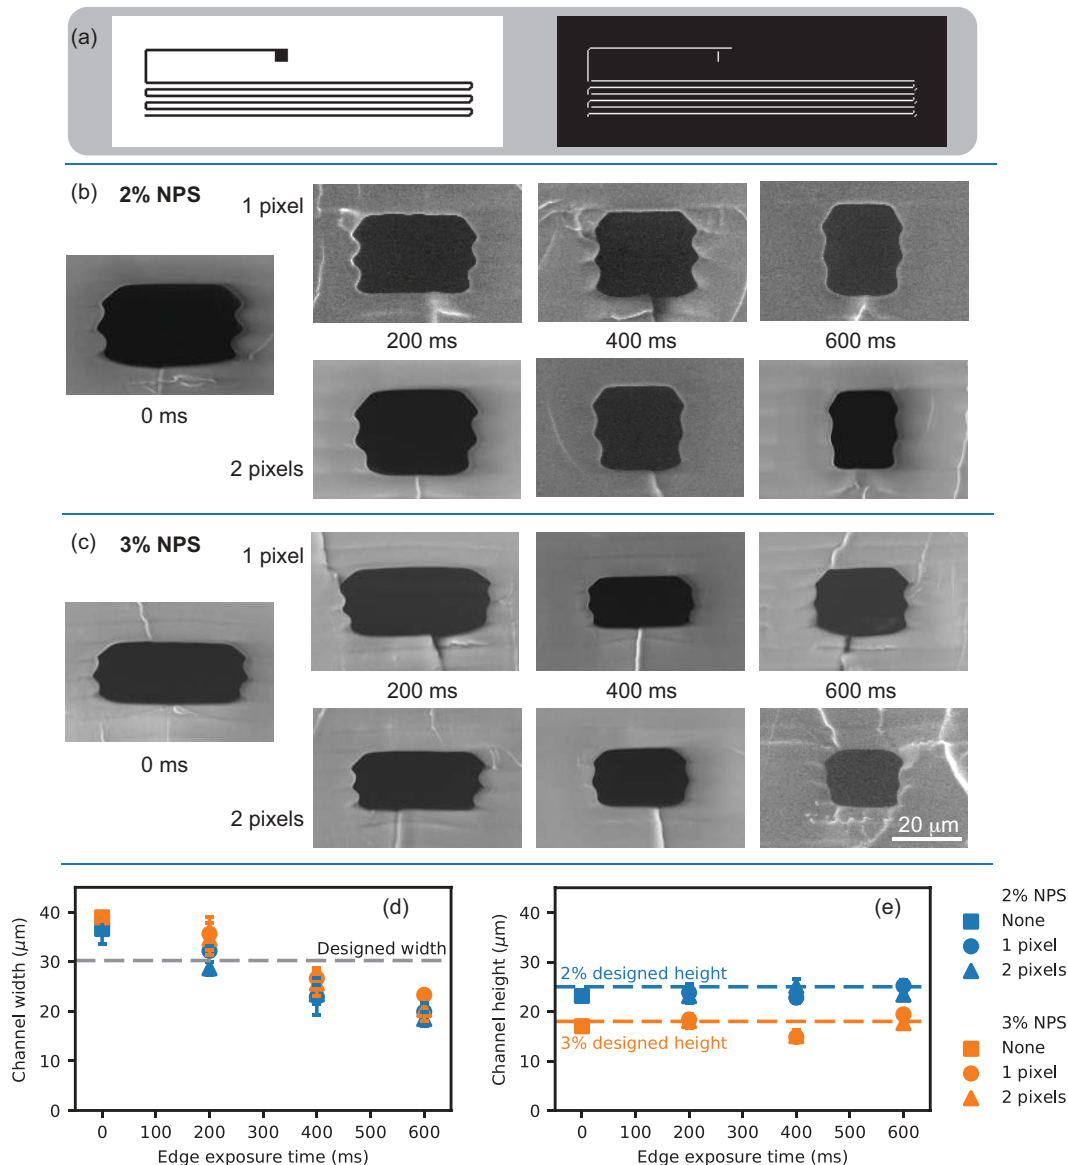 (a)
(b) 2% NPS
1 pixel
200 ms 400 ms 600 ms
0 ms
2 pixels
(c) 3% NPS
1 pixel
200 ms 400 ms 600 ms
0 ms
2 pixels
20 μm
(d)
Channel width (μm)
40
30
20
10
0
Designed width
0 100 200 300 400 500 600
Edge exposure time (ms)
(e)
Channel height (μm)
40
30
20
10
0
2% designed height
3% designed height
0 100 200 300 400 500 600
Edge exposure time (ms)
2% NPS
None
1 pixel
2 pixels
3% NPS
None
1 pixel
2 pixels